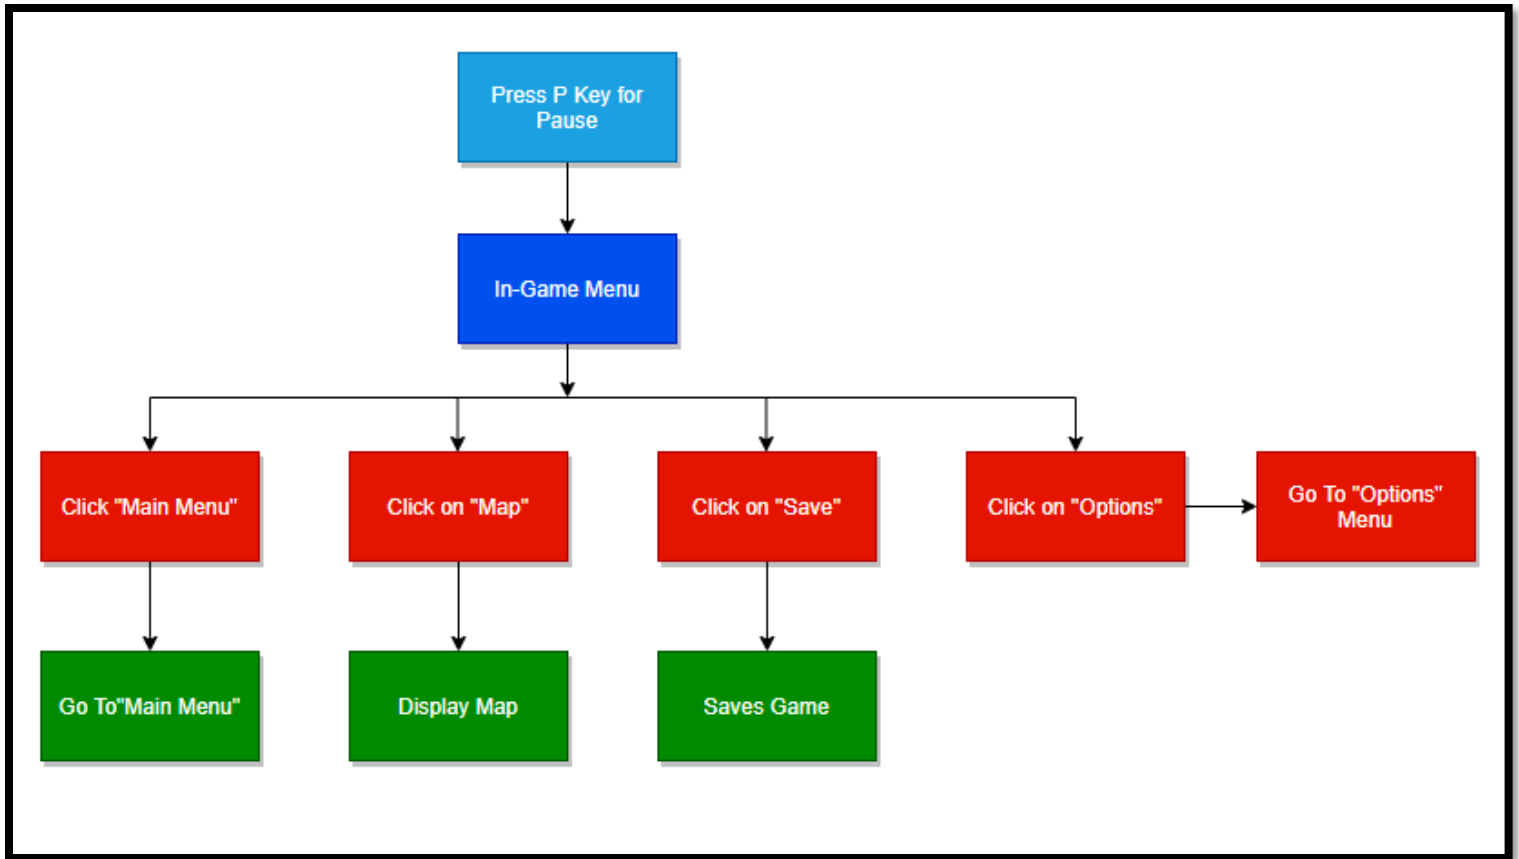 Press P Key for
Pause
In-Game Menu
Click "Main Menu"
Click on "Map"
Click on "Save"
Click on "Options"
Go To "Options"
Menu
Go To"Main Menu"
Display Map
Saves Game